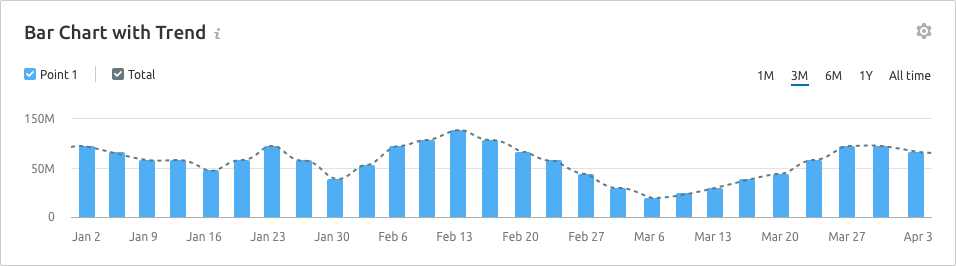 Bar Chart with Trend i
Point 1 Total 1M 3M 6M 1Y All time
150M
50M
0
Jan 2 Jan 9 Jan 16 Jan 23 Jan 30 Feb 6 Feb 13 Feb 20 Feb 27 Mar 6 Mar 13 Mar 20 Mar 27 Apr 3